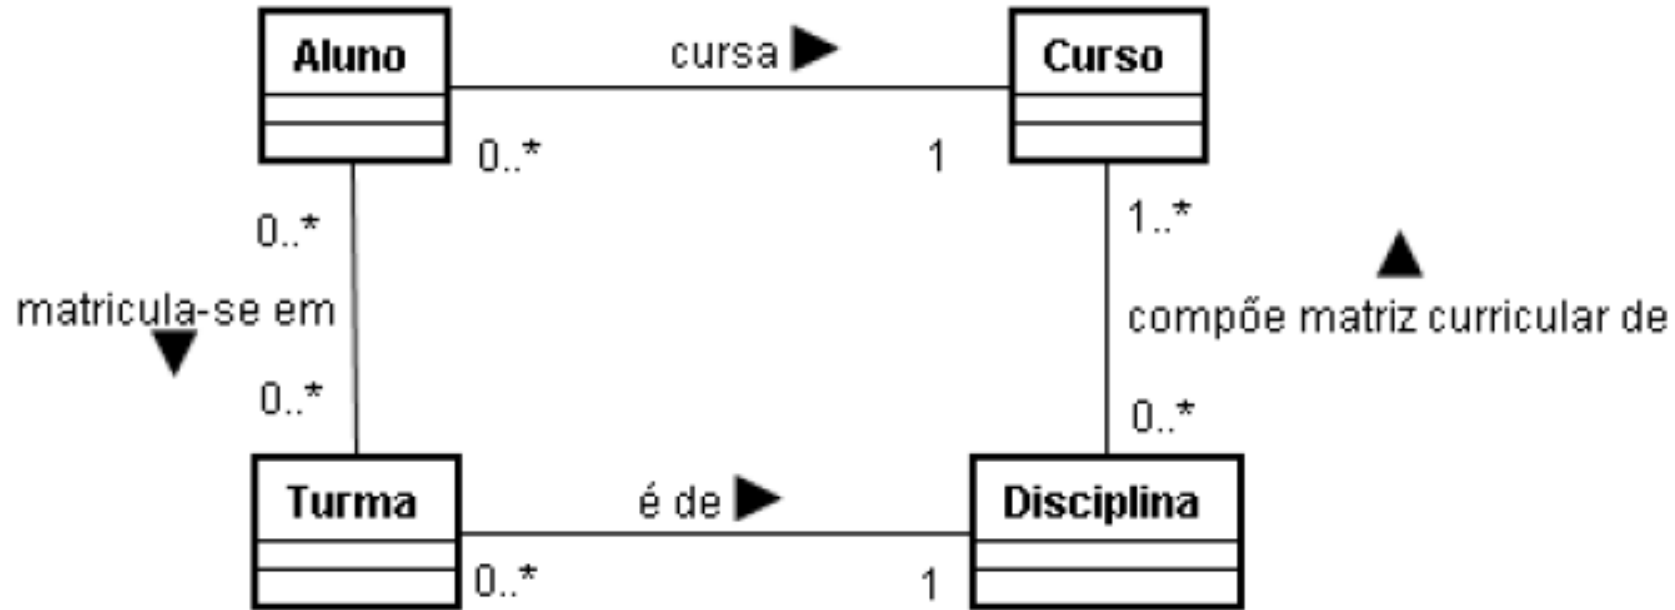 Aluno
cursa
Curso
0..*
1
0..*
1..*
matricula-se em
compőe matriz curricular de
0..*
0..*
Turma
é de
Disciplina
0..*
1